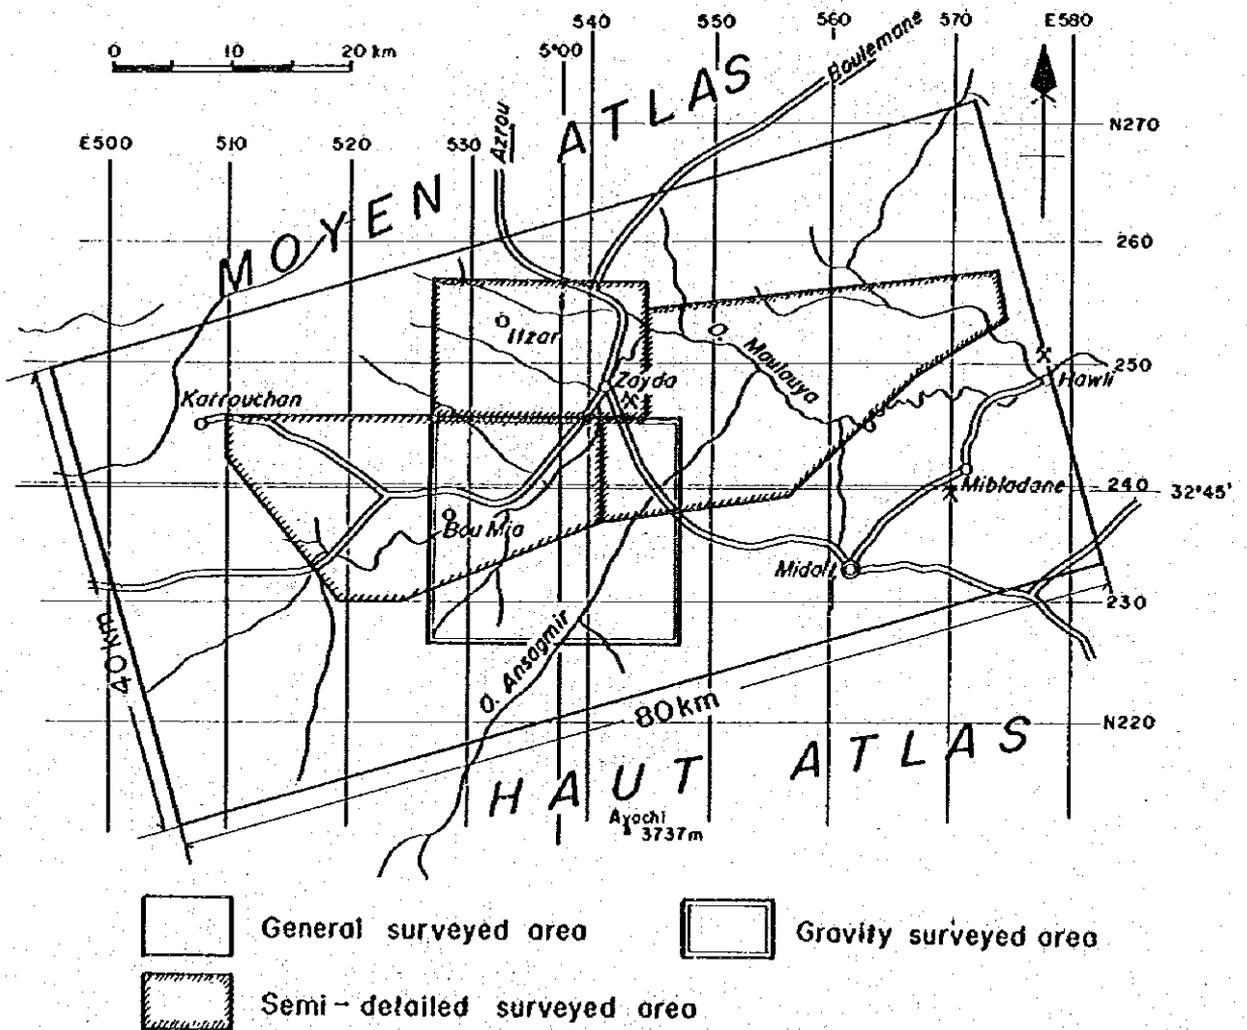 540 550 560 570 E580
0 10 20 km
5°00
Boulemane
ATLAS
Azrou
N270
E500 510 520 530
MOYEN
260
Itzar
O. Moulouya
250
Zayda
Hawli
Karrouchan
Mibladane
240 32°45'
Bou Mia
Midelt
230
40 km
O. Ansagmir
80 km
N220
HAUT ATLAS
Ayachi
3737m
General surveyed area
Gravity surveyed area
Semi-detailed surveyed area